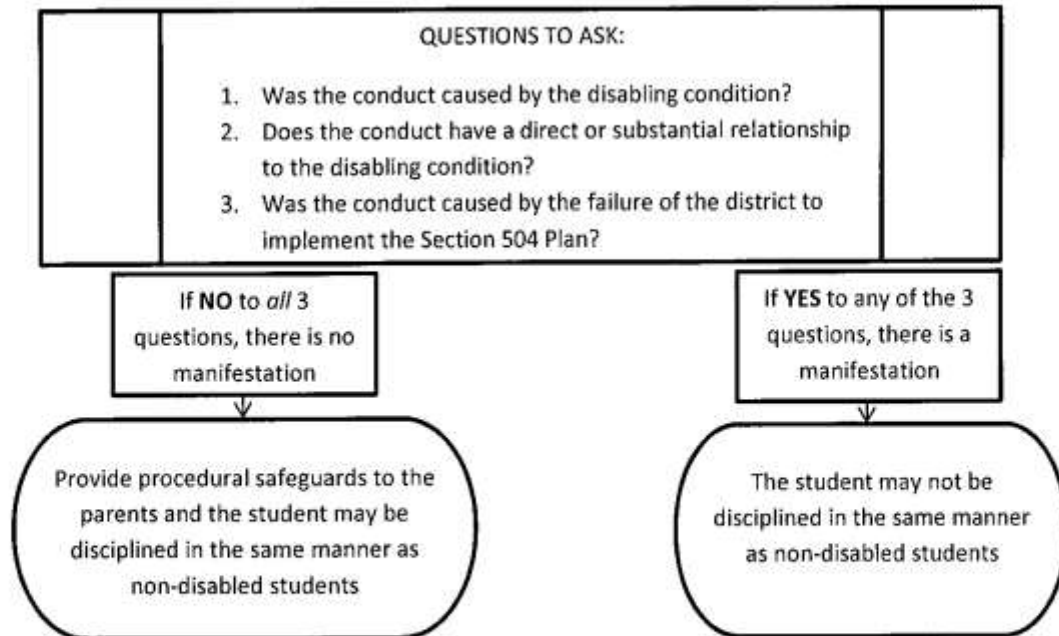 QUESTIONS TO ASK:
1. Was the conduct caused by the disabling condition?
2. Does the conduct have a direct or substantial relationship
to the disabling condition?
3. Was the conduct caused by the failure of the district to
implement the Section 504 Plan?
If NO to all 3
questions, there is no
manifestation
If YES to any of the 3
questions, there is a
manifestation
Provide procedural safeguards to the
parents and the student may be
disciplined in the same manner as
non-disabled students
The student may not be
disciplined in the same manner
as non-disabled students